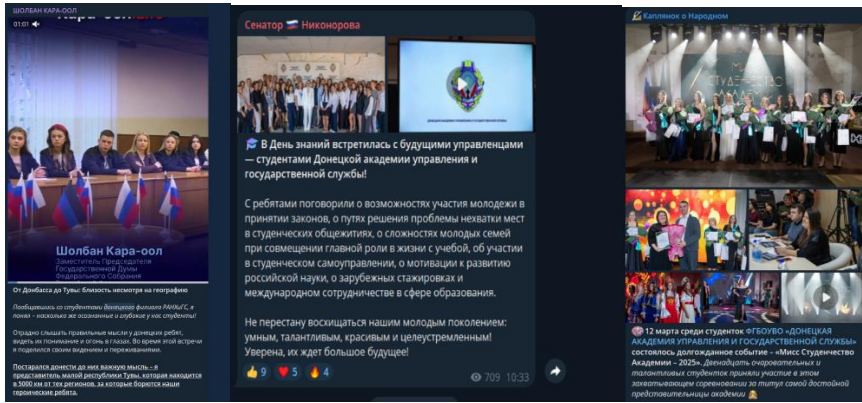 ШОЛБАН КАРА-ООЛ
01:01
Шолбан Кара-оол
Заместитель Председателя
Государственной Думы
Федерального Собрания
От Донбасса до Тувы: близость несмотря на географию
Пообщавшись со студентами донецкого филиала РАНХиГС, я
понял – насколько же осознанные и глубокие у нас студенты!
Отрадно слышать правильные мысли у донецких ребят,
видеть их понимание и огонь в глазах. Во время этой встречи
я поделился своим видением и переживаниями.
Постарался донести до них важную мысль – я
представитель малой республики Тувы, которая находится
в 5000 км от тех регионов, за которые борются наши
героические ребята.
Сенатор 🇷🇺 Никонорова
🎓 В День знаний встретилась с будущими управленцами
— студентами Донецкой академии управления и
государственной службы!
С ребятами поговорили о возможностях участия молодежи в
принятии законов, о путях решения проблемы нехватки мест
в студенческих общежитиях, о сложностях молодых семей
при совмещении главной роли в жизни с учебой, об участии
в студенческом самоуправлении, о мотивации к развитию
российской науки, о зарубежных стажировках и
международном сотрудничестве в сфере образования.
Не перестану восхищаться нашим молодым поколением:
умным, талантливым, красивым и целеустремленным!
Уверена, их ждет большое будущее!
👍 9 ❤ 5 🔥 4
709 10:33
Каплянок о Народном
СТУДЕНЧЕСТВО
12 марта среди студенток ФГБОУВО «ДОНЕЦКАЯ
АКАДЕМИЯ УПРАВЛЕНИЯ И ГОСУДАРСТВЕННОЙ СЛУЖБЫ»
состоялось долгожданное событие – «Мисс Студенчество
Академии – 2025». Двенадцать очаровательных и
талантливых студенток приняли участие в этом
захватывающем соревновании за титул самой достойной
представительницы академии